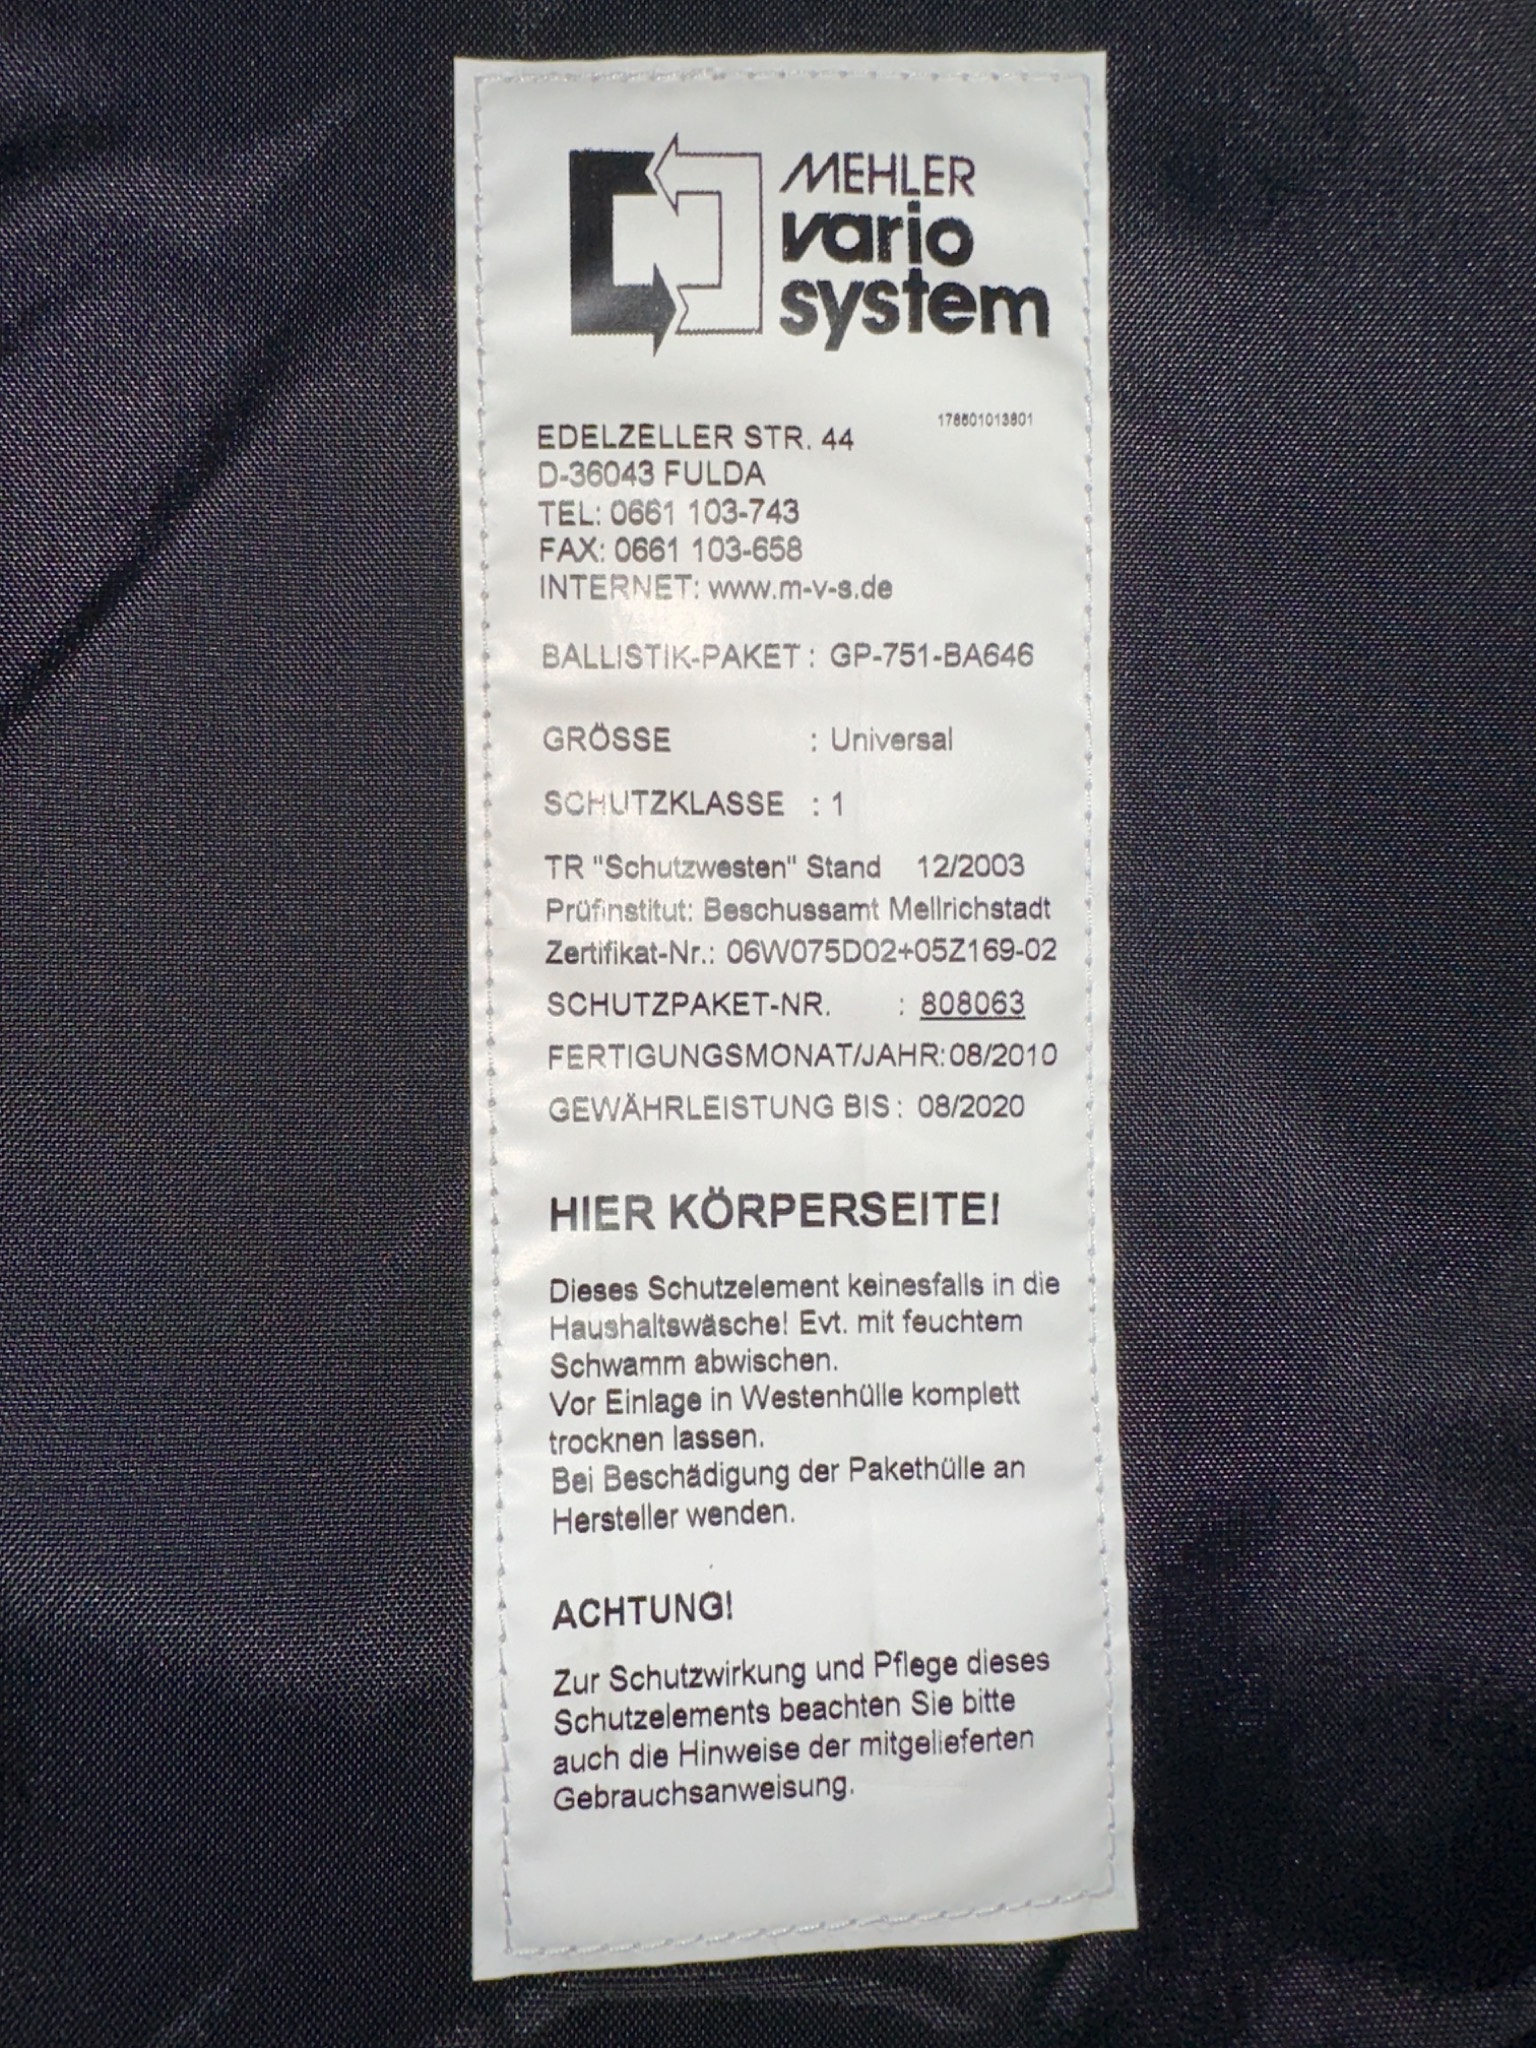 MEHLER
vario
system
178601013801
EDELZELLER STR. 44
D-36043 FULDA
TEL: 0661 103-743
FAX: 0661 103-658
INTERNET: www.m-v-s.de
BALLISTIK-PAKET : GP-751-BA646
GRÖSSE : Universal
SCHUTZKLASSE : 1
TR "Schutzwesten" Stand 12/2003
Prüfinstitut: Beschussamt Mellrichstadt
Zertifikat-Nr.: 06W075D02+05Z169-02
SCHUTZPAKET-NR. : 808063
FERTIGUNGSMONAT/JAHR: 08/2010
GEWÄHRLEISTUNG BIS : 08/2020
HIER KÖRPERSEITE!
Dieses Schutzelement keinesfalls in die
Haushaltswäsche! Evt. mit feuchtem
Schwamm abwischen.
Vor Einlage in Westenhülle komplett
trocknen lassen.
Bei Beschädigung der Pakethülle an
Hersteller wenden.
ACHTUNG!
Zur Schutzwirkung und Pflege dieses
Schutzelements beachten Sie bitte
auch die Hinweise der mitgelieferten
Gebrauchsanweisung.